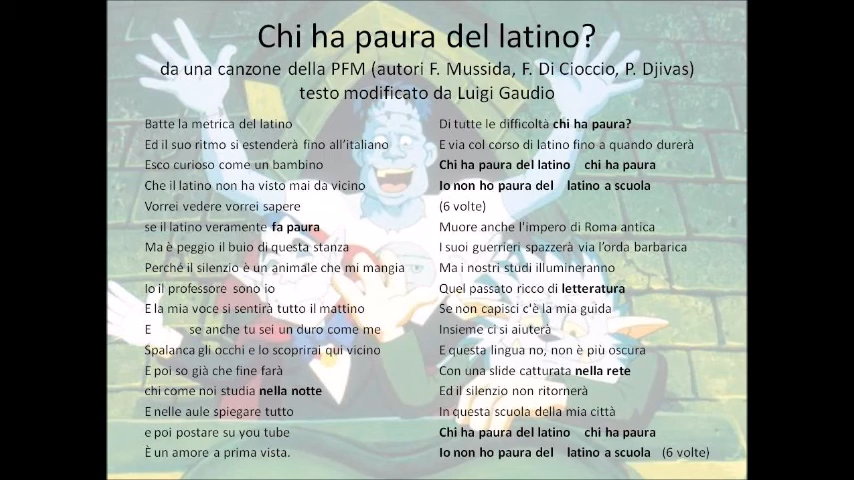 Chi ha paura del latino?
da una canzone della PFM (autori F. Mussida, F. Di Cioccio, P. Djivas)
testo modificato da Luigi Gaudio
Batte la metrica del latino
Ed il suo ritmo si estenderà fino all'italiano
Esco curioso come un bambino
Che il latino non ha visto mai da vicino
Vorrei vedere vorrei sapere
se il latino veramente fa paura
Ma è peggio il buio di questa stanza
Perché il silenzio è un animale che mi mangia
Io il professore sono io
E la mia voce si sentirà tutto il mattino
E se anche tu sei un duro come me
Spalanca gli occhi e lo scoprirai qui vicino
E poi so già che fine farà
chi come noi studia nella notte
E nelle aule spiegare tutto
e poi postare su you tube
È un amore a prima vista.
Di tutte le difficoltà chi ha paura?
E via col corso di latino fino a quando durerà
Chi ha paura del latino chi ha paura
Io non ho paura del latino a scuola
(6 volte)
Muore anche l'impero di Roma antica
I suoi guerrieri spazzerà via l'orda barbarica
Ma i nostri studi illumineranno
Quel passato ricco di letteratura
Se non capisci c'è la mia guida
Insieme ci si aiuterà
E questa lingua no, non è più oscura
Con una slide catturata nella rete
Ed il silenzio non ritornerà
In questa scuola della mia città
Chi ha paura del latino chi ha paura
Io non ho paura del latino a scuola (6 volte)